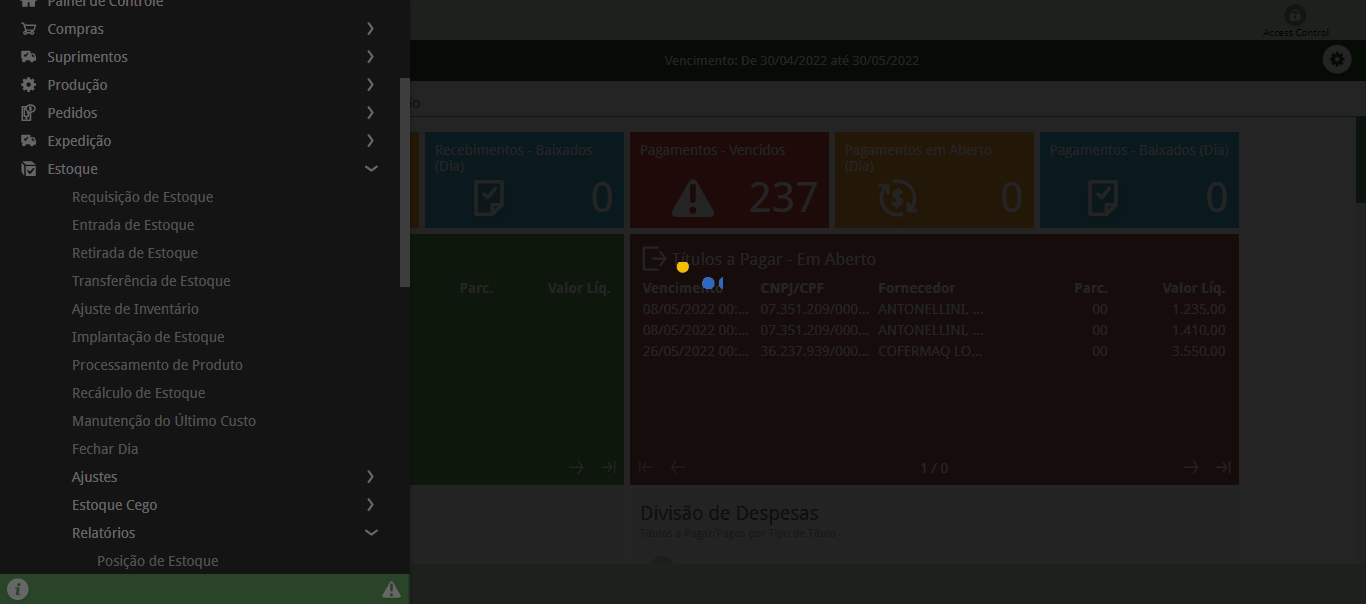 Painel de Controle
Compras
Suprimentos
Produção
Pedidos
Expedição
Estoque
Requisição de Estoque
Entrada de Estoque
Retirada de Estoque
Transferência de Estoque
Ajuste de Inventário
Implantação de Estoque
Processamento de Produto
Recálculo de Estoque
Manutenção do Último Custo
Fechar Dia
Ajustes
Estoque Cego
Relatórios
Posição de Estoque
Access Control
Vencimento: De 30/04/2022 até 30/05/2022
Recebimentos - Baixados
(Dia)
0
Pagamentos - Vencidos
237
Pagamentos em Aberto
(Dia)
0
Pagamentos - Baixados (Dia)
0
Parc. Valor Líq.
Títulos a Pagar - Em Aberto
Vencimento CNPJ/CPF Fornecedor Parc. Valor Líq.
08/05/2022 00:... 07.351.209/000... ANTONELLINI, ... 00 1.235,00
08/05/2022 00:... 07.351.209/000... ANTONELLINI, ... 00 1.410,00
26/05/2022 00:... 36.237.939/000... COFERMAQ LO... 00 3.550,00
1 / 0
Divisão de Despesas
Títulos a Pagar/Pagos por Tipo de Título